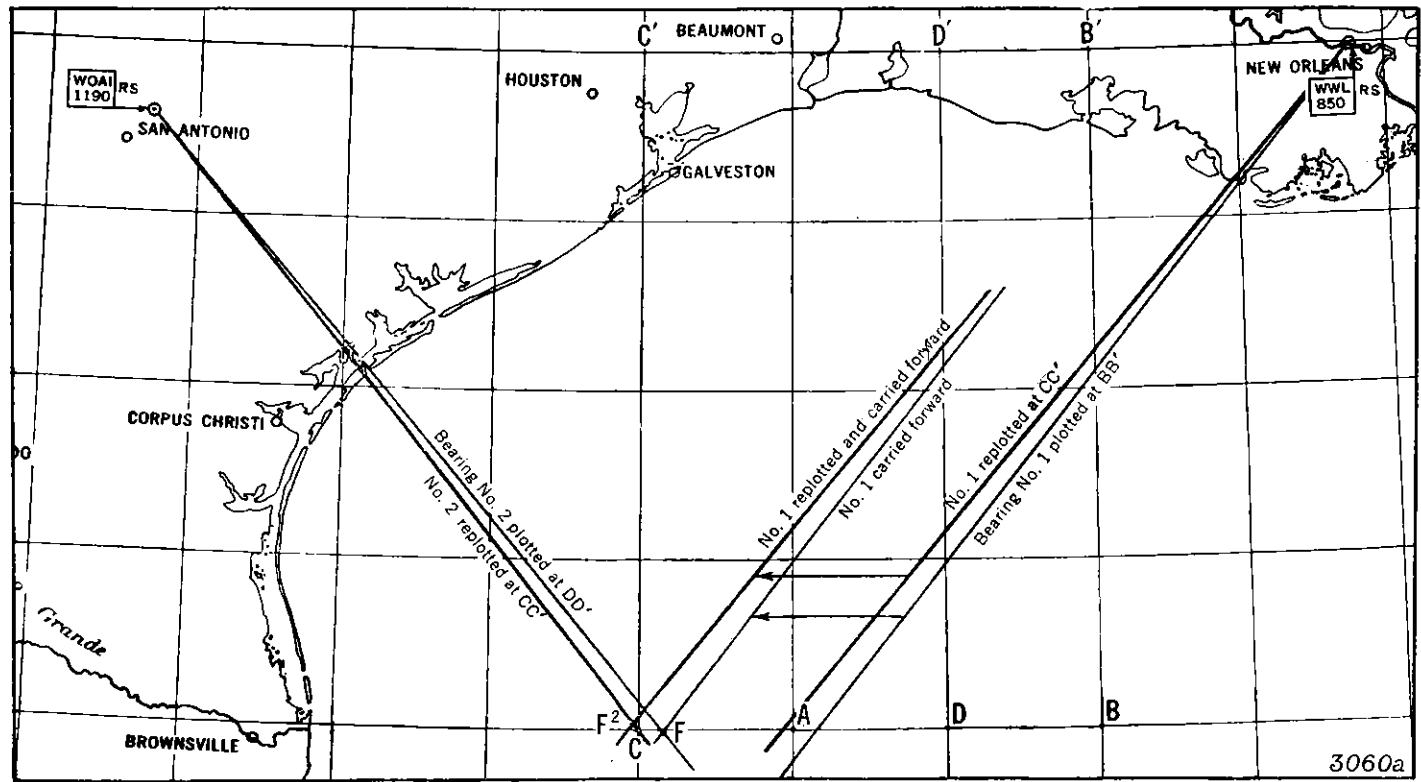 C′
BEAUMONT
D′
B′
NEW ORLEANS
WOAI
1190
RS
HOUSTON
WWL
850
RS
SAN ANTONIO
GALVESTON
CORPUS CHRISTI
No. 1 replotted and carried forward
No. 1 carried forward
No. 1 replotted at CC′
Bearing No. 1 plotted at BB′
Bearing No. 2 plotted at DD′
No. 2 replotted at CC′
Grande
F²
C
F
A
D
B
BROWNSVILLE
3060a